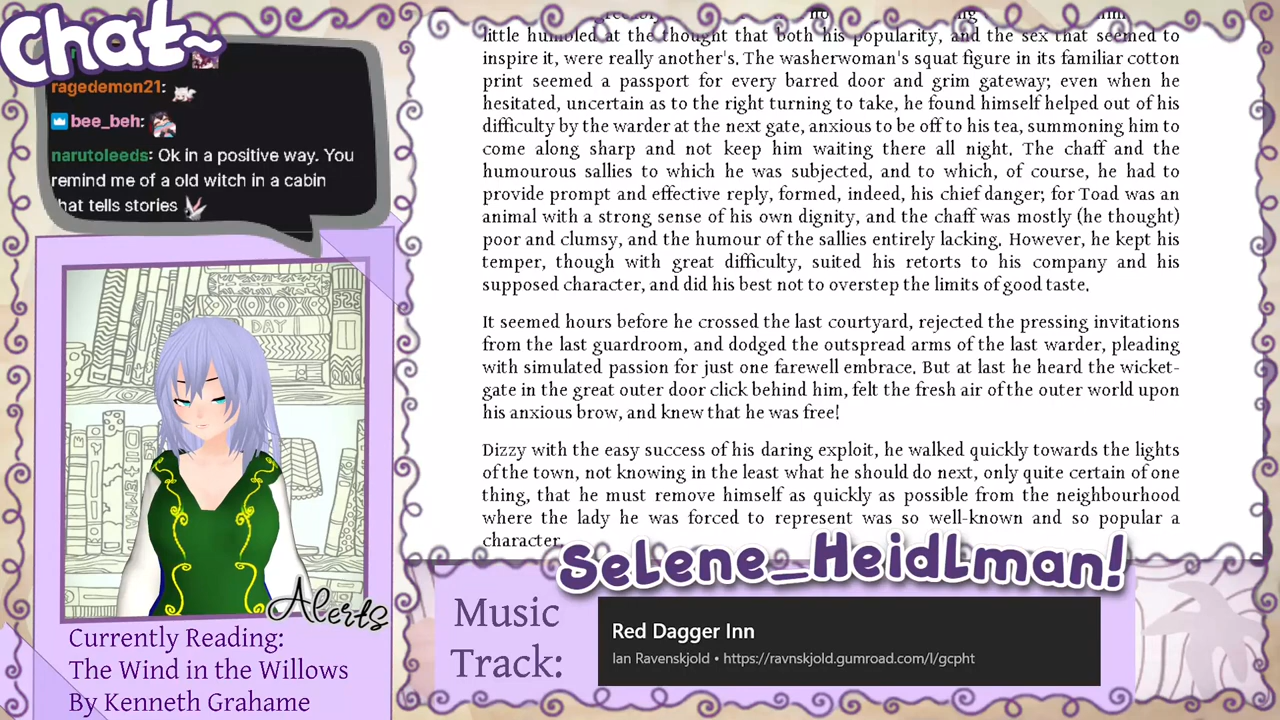 Chat~
ragedemon21:
bee_beh:
narutoleeds: Ok in a positive way. You
remind me of a old witch in a cabin
that tells stories
DAY
Alerts
Currently Reading:
The Wind in the Willows
By Kenneth Grahame
little humbled at the thought that both his popularity, and the sex that seemed to
inspire it, were really another's. The washerwoman's squat figure in its familiar cotton
print seemed a passport for every barred door and grim gateway; even when he
hesitated, uncertain as to the right turning to take, he found himself helped out of his
difficulty by the warder at the next gate, anxious to be off to his tea, summoning him to
come along sharp and not keep him waiting there all night. The chaff and the
humourous sallies to which he was subjected, and to which, of course, he had to
provide prompt and effective reply, formed, indeed, his chief danger; for Toad was an
animal with a strong sense of his own dignity, and the chaff was mostly (he thought)
poor and clumsy, and the humour of the sallies entirely lacking. However, he kept his
temper, though with great difficulty, suited his retorts to his company and his
supposed character, and did his best not to overstep the limits of good taste.
It seemed hours before he crossed the last courtyard, rejected the pressing invitations
from the last guardroom, and dodged the outspread arms of the last warder, pleading
with simulated passion for just one farewell embrace. But at last he heard the wicket-
gate in the great outer door click behind him, felt the fresh air of the outer world upon
his anxious brow, and knew that he was free!
Dizzy with the easy success of his daring exploit, he walked quickly towards the lights
of the town, not knowing in the least what he should do next, only quite certain of one
thing, that he must remove himself as quickly as possible from the neighbourhood
where the lady he was forced to represent was so well-known and so popular a
character.
Selene_Heidlman!
Music
Track:
Red Dagger Inn
Ian Ravenskjold • https://ravnskjold.gumroad.com/l/gcpht